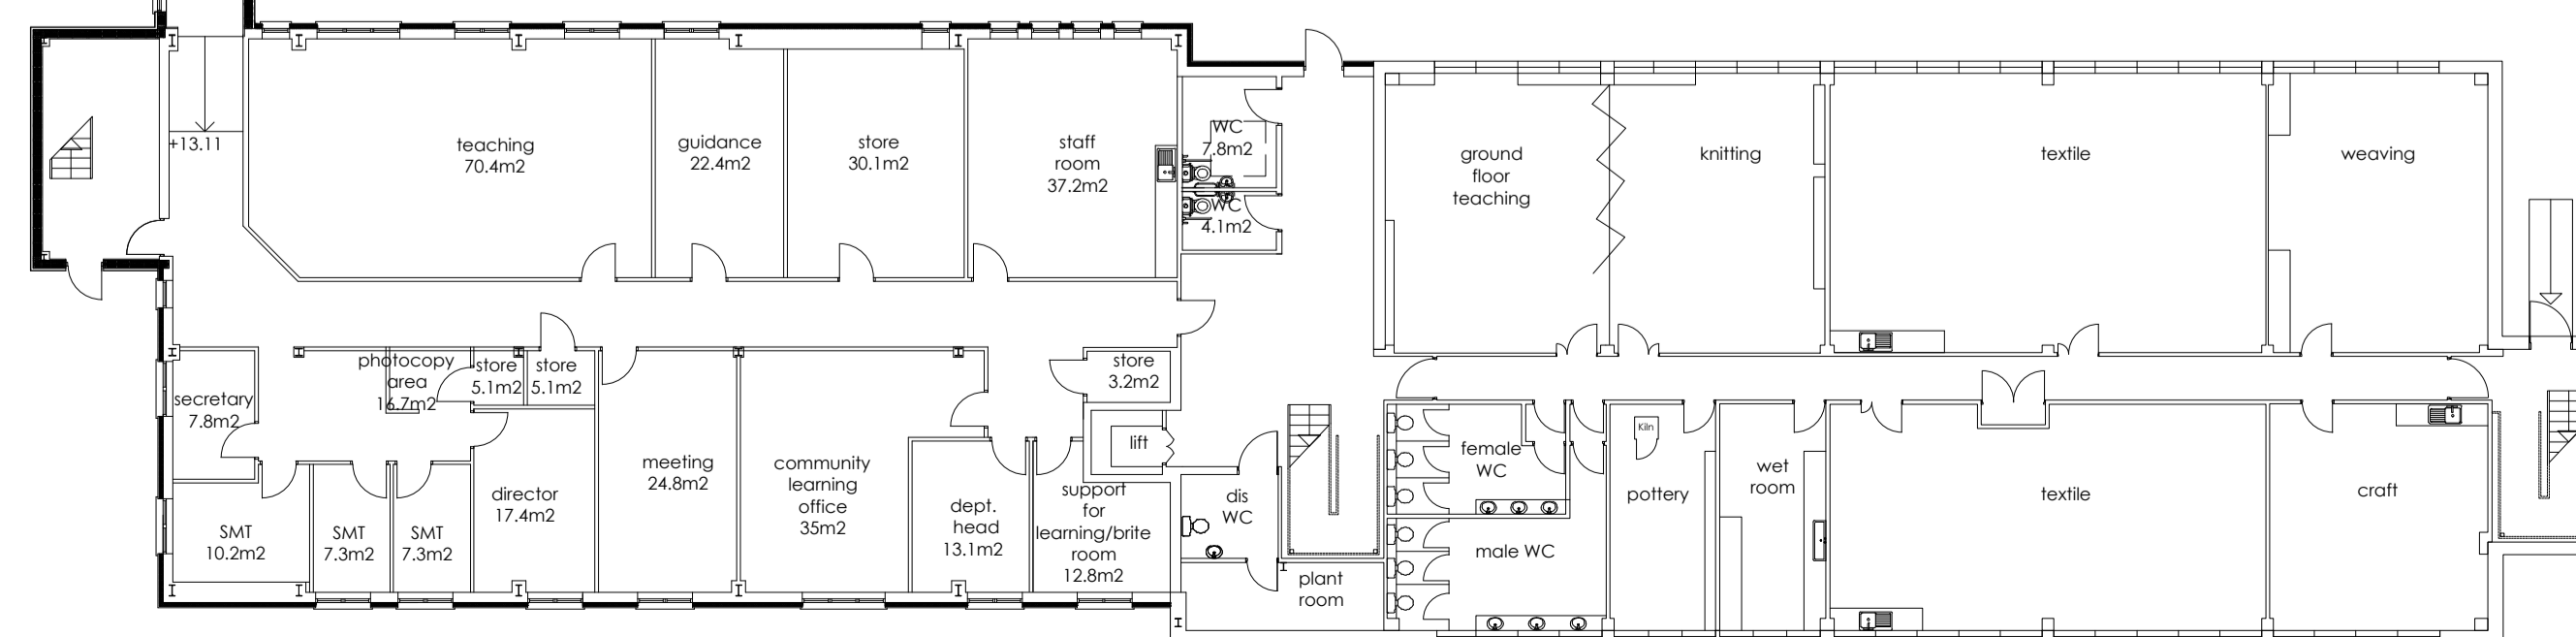 +13.11
teaching
70.4m2
guidance
22.4m2
store
30.1m2
staff
room
37.2m2
WC
7.8m2
WC
4.1m2
ground
floor
teaching
knitting
textile
weaving
secretary
7.8m2
photocopy
area
16.7m2
store
5.1m2
store
5.1m2
store
3.2m2
lift
SMT
10.2m2
SMT
7.3m2
SMT
7.3m2
director
17.4m2
meeting
24.8m2
community
learning
office
35m2
dept.
head
13.1m2
support
for
learning/brite
room
12.8m2
dis
WC
plant
room
female
WC
male WC
Kiln
pottery
wet
room
textile
craft